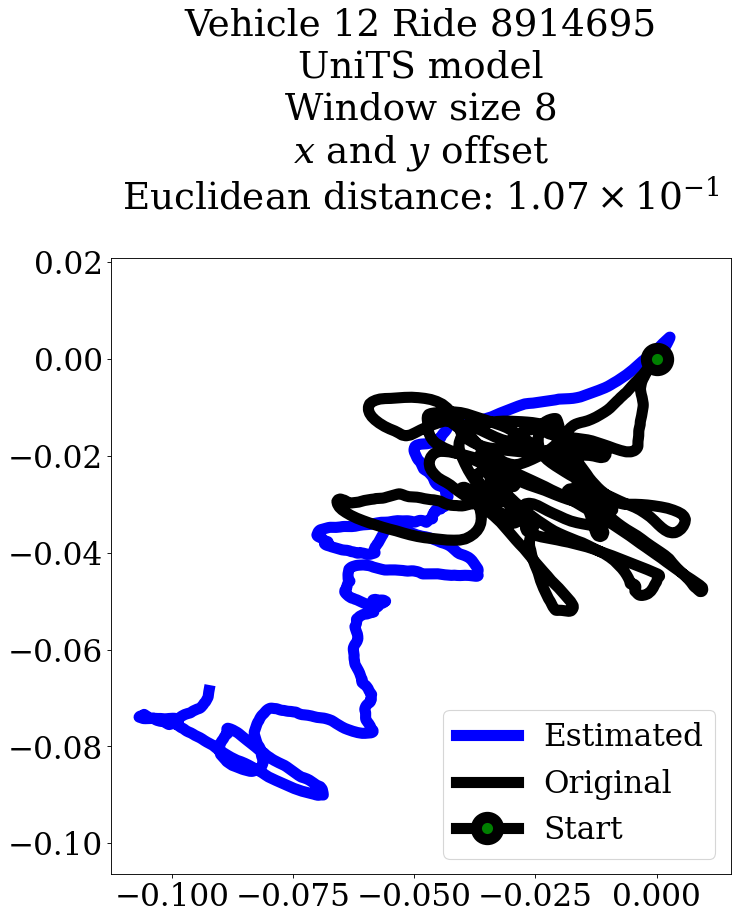 Vehicle 12 Ride 8914695
UniTS model
Window size 8
x and y offset
Euclidean distance: 1.07 × 10⁻¹
0.02
0.00
−0.02
−0.04
−0.06
−0.08
−0.10
Estimated
Original
Start
−0.100 −0.075 −0.050 −0.025 0.000